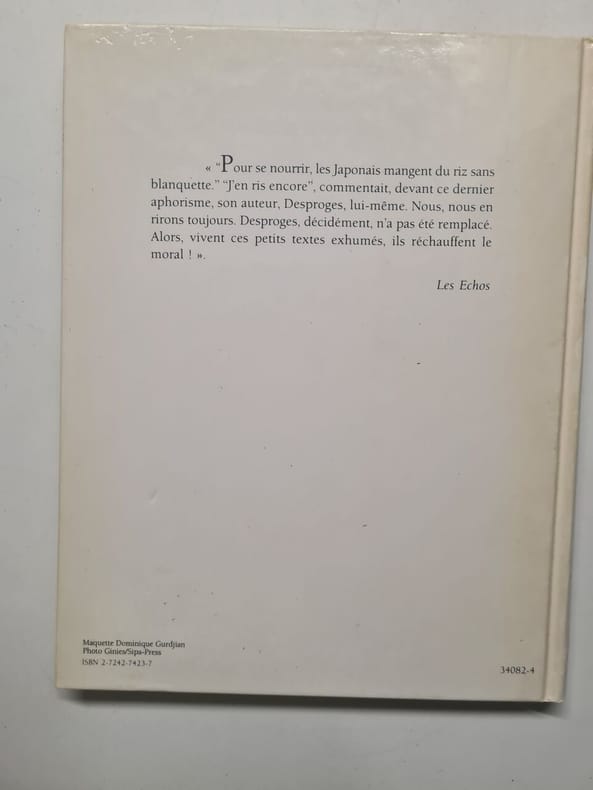 « “Pour se nourrir, les Japonais mangent du riz sans
blanquette.” “J'en ris encore”, commentait, devant ce dernier
aphorisme, son auteur, Desproges, lui-même. Nous, nous en
rirons toujours. Desproges, décidément, n'a pas été remplacé.
Alors, vivent ces petits textes exhumés, ils réchauffent le
moral ! ».
Les Echos
Maquette Dominique Gurdjian
Photo Ginies/Sipa-Press
ISBN 2-7242-7423-7
34082-4